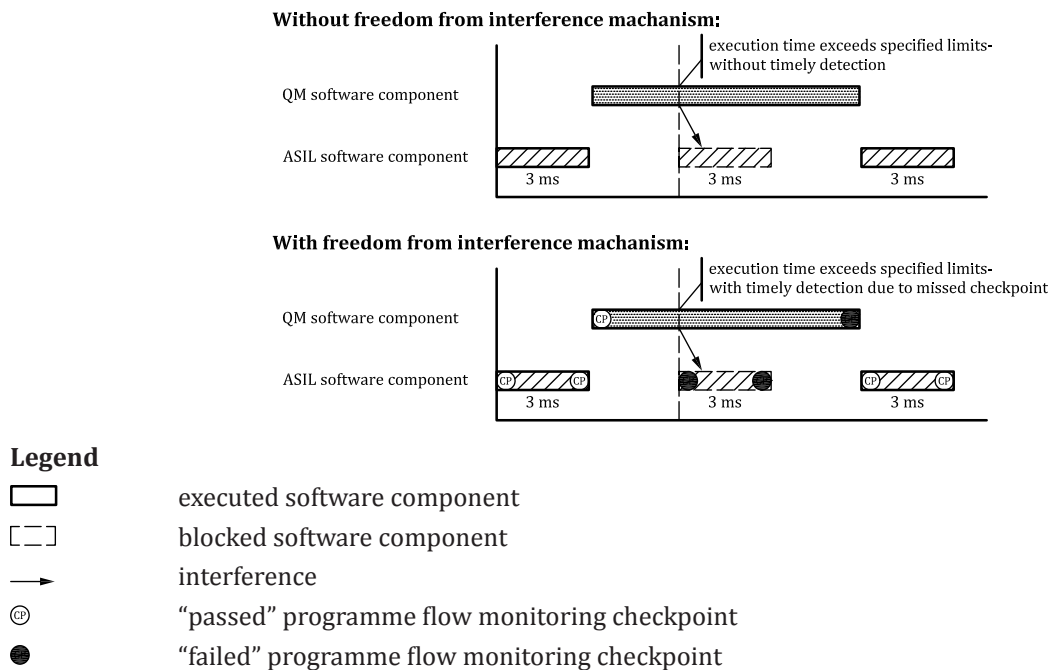 Without freedom from interference machanism:
execution time exceeds specified limits-
without timely detection
QM software component
ASIL software component
3 ms
3 ms
3 ms
With freedom from interference machanism:
execution time exceeds specified limits-
with timely detection due to missed checkpoint
QM software component
CP
ASIL software component
CP
CP
CP
CP
3 ms
3 ms
3 ms
Legend
executed software component
blocked software component
interference
CP
“passed” programme flow monitoring checkpoint
“failed” programme flow monitoring checkpoint